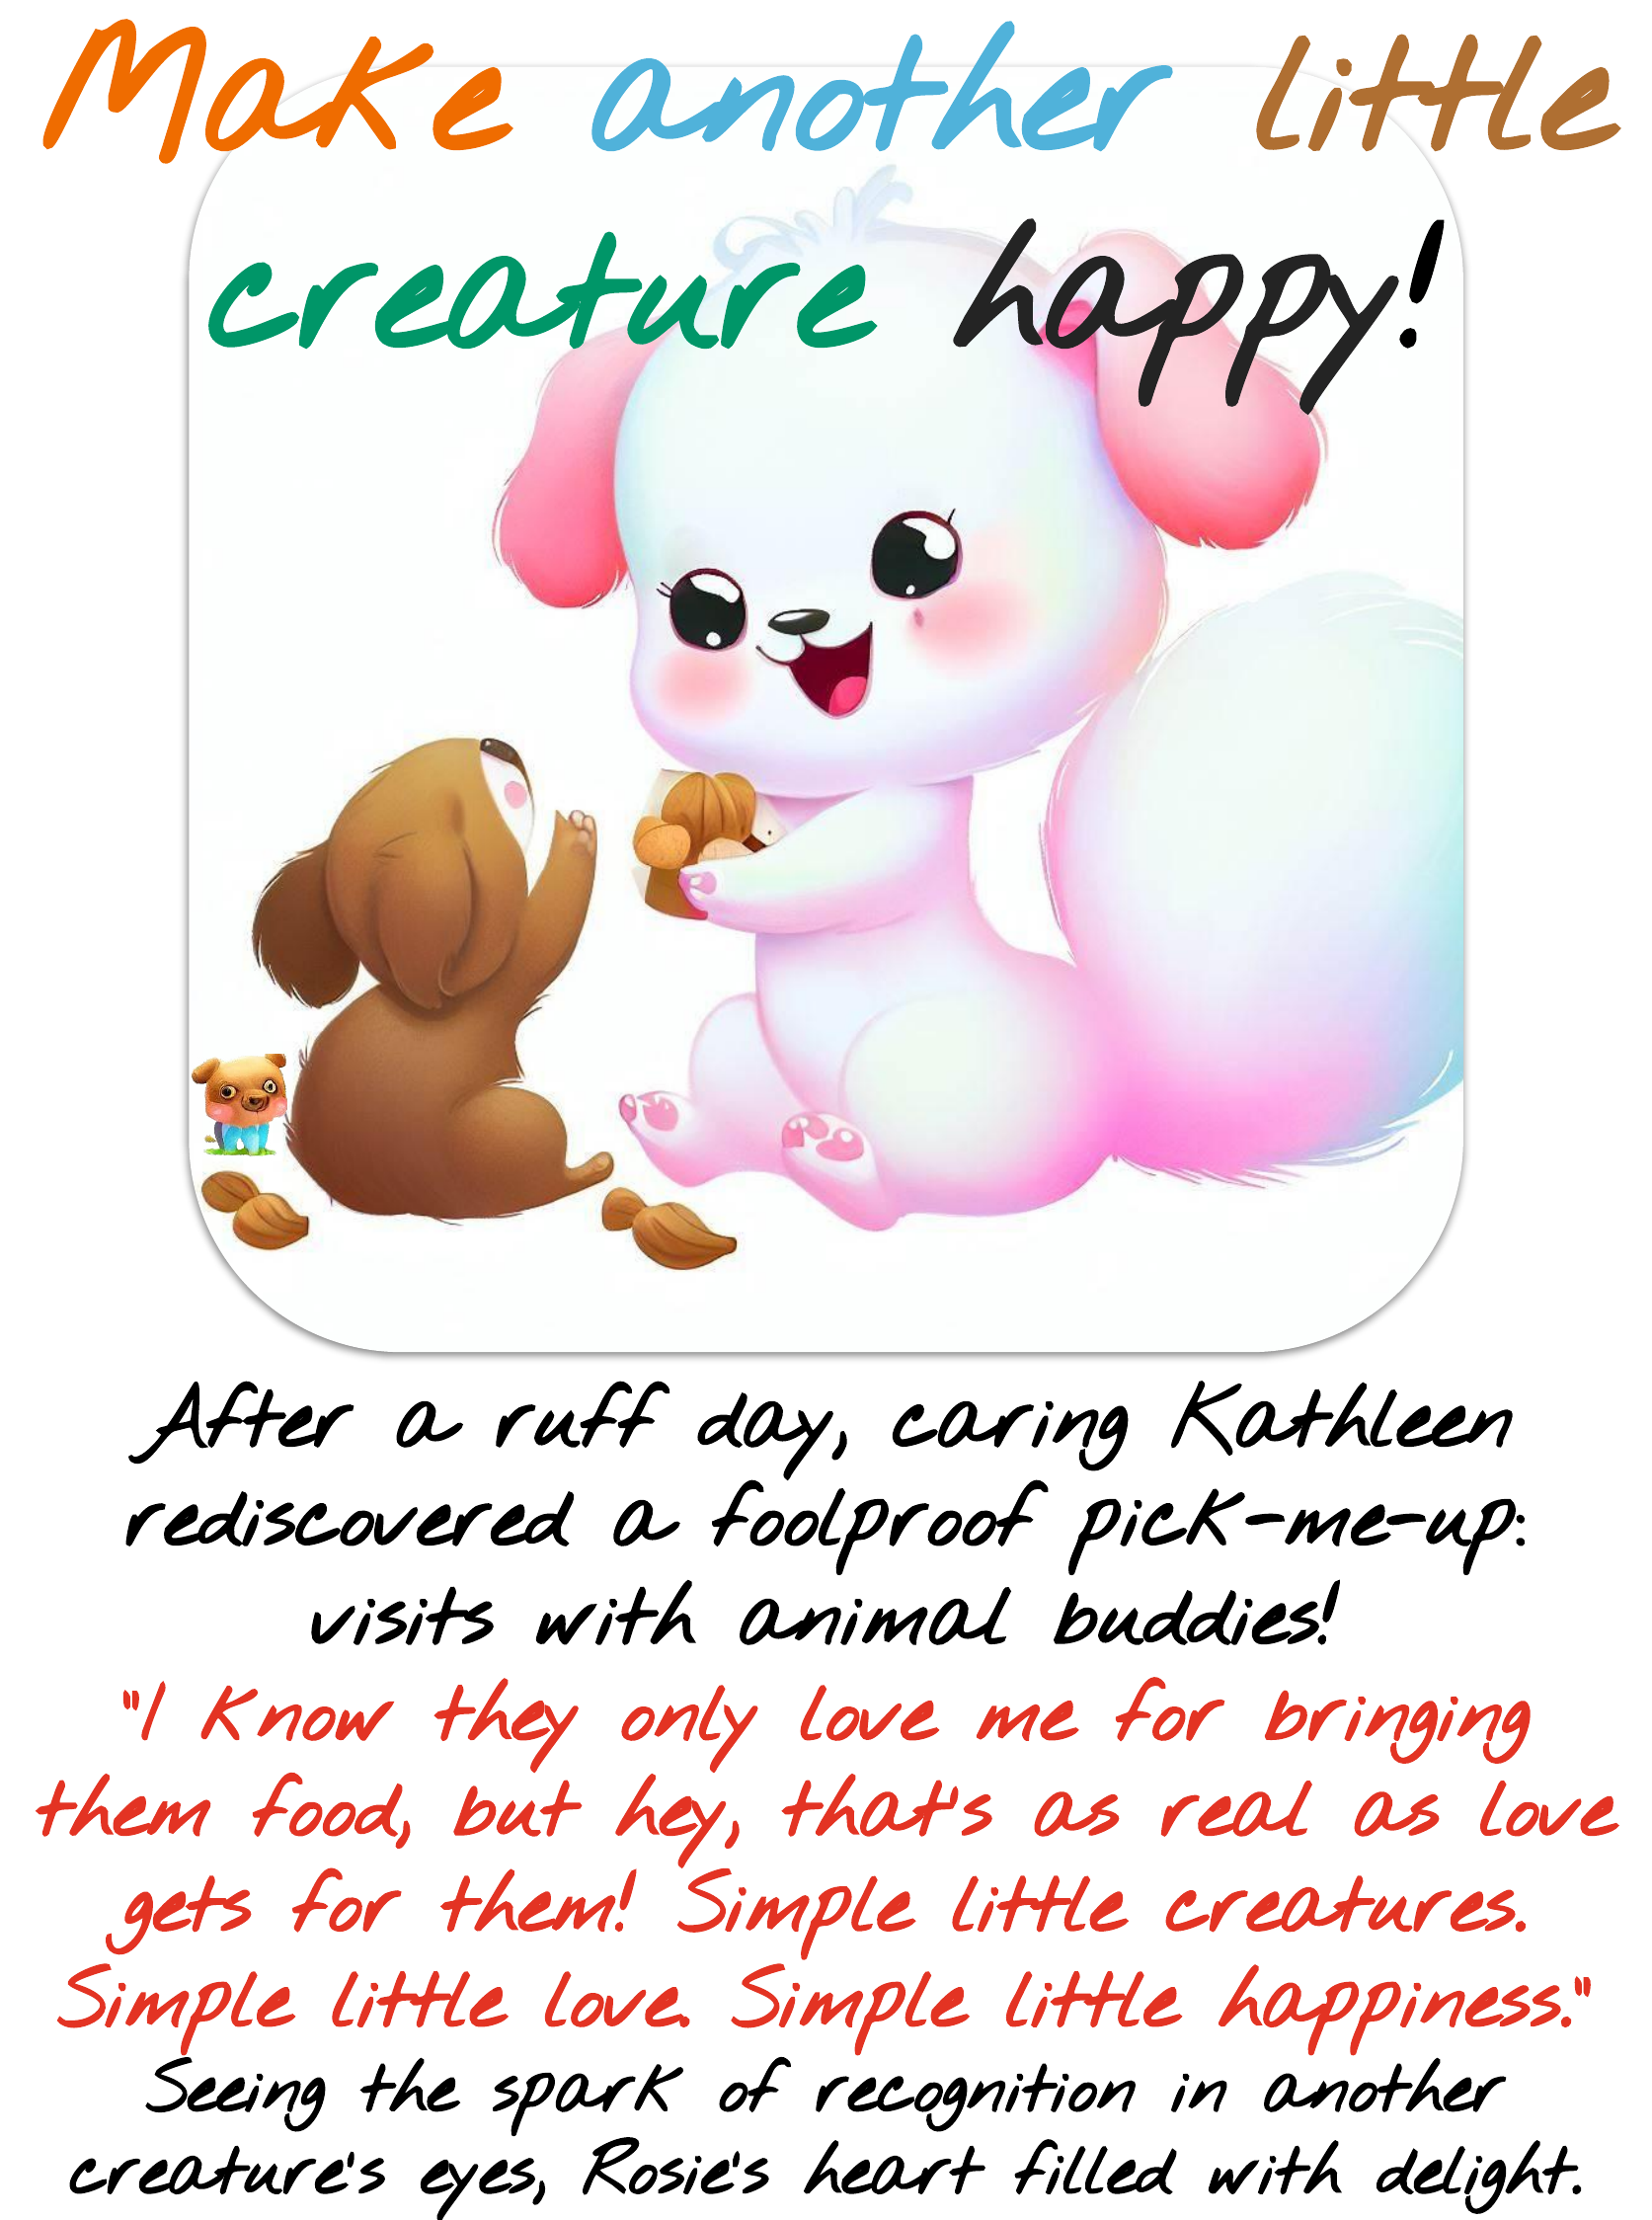 Make another little
creature happy!
After a ruff day, caring Kathleen
rediscovered a foolproof pick-me-up:
visits with animal buddies!
"I know they only love me for bringing
them food, but hey, that's as real as love
gets for them! Simple little creatures.
Simple little love. Simple little happiness."
Seeing the spark of recognition in another
creature's eyes, Rosie's heart filled with delight.